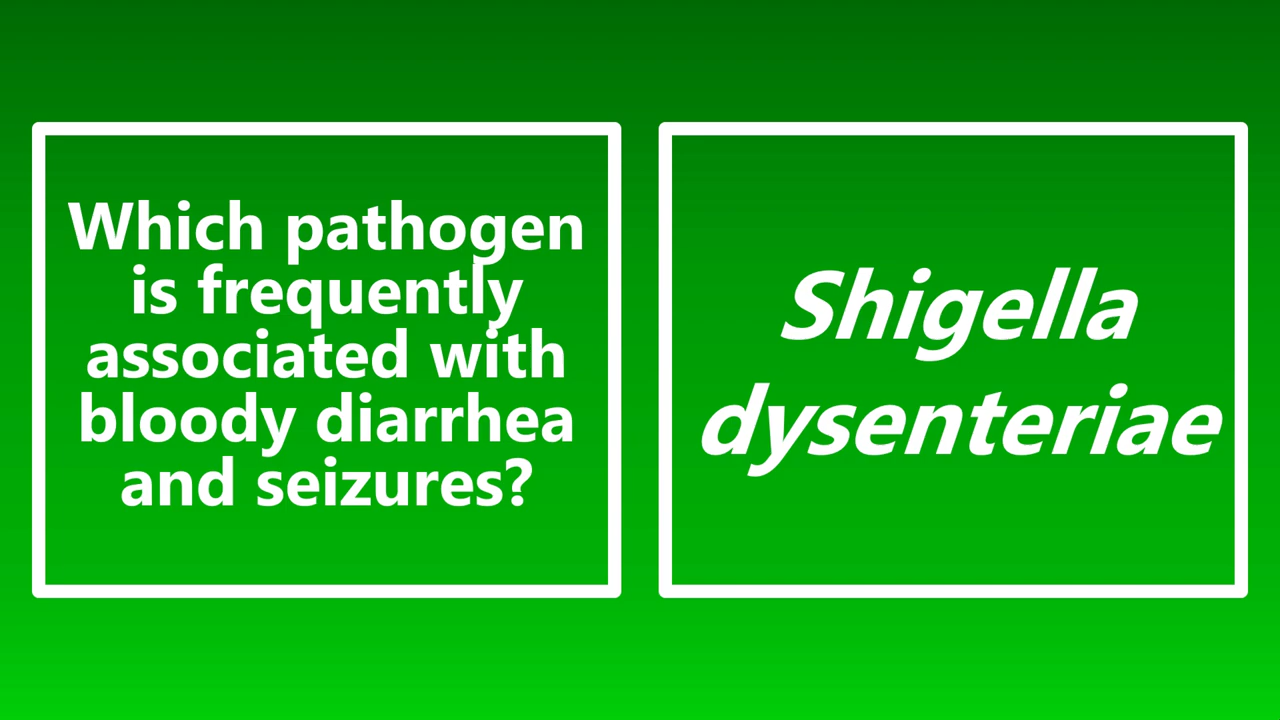 Which pathogen
is frequently
associated with
bloody diarrhea
and seizures?
Shigella
dysenteriae